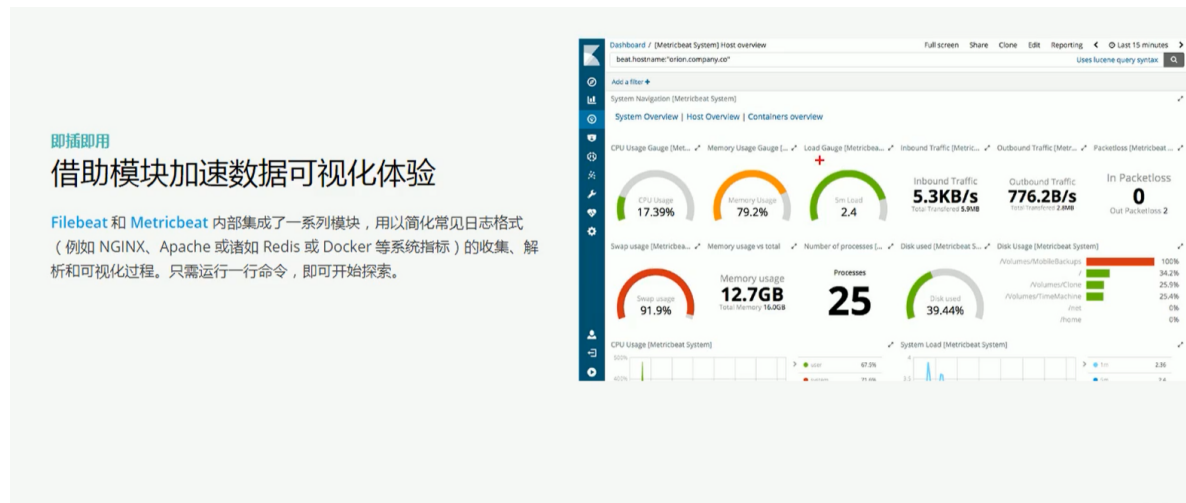 即插即用
借助模块加速数据可视化体验
Filebeat 和 Metricbeat 内部集成了一系列模块，用以简化常见日志格式
（例如 NGINX、Apache 或诸如 Redis 或 Docker 等系统指标）的收集、解
析和可视化过程。只需运行一行命令，即可开始探索。
Dashboard / [Metricbeat System] Host overview
Full screen Share Clone Edit Reporting Last 15 minutes
beat.hostname:"orion.company.co"
Uses lucene query syntax
Add a filter +
System Navigation [Metricbeat System]
System Overview | Host Overview | Containers overview
CPU Usage Gauge [Met... Memory Usage Gauge [... Load Gauge [Metricbea... Inbound Traffic [Metric... Outbound Traffic [Metr... Packetloss [Metricbeat ...
CPU Usage
17.39%
Memory Usage
79.2%
5m Load
2.4
Inbound Traffic
5.3KB/s
Total Transfered 5.9MB
Outbound Traffic
776.2B/s
Total Transfered 2.8MB
In Packetloss
0
Out Packetloss 2
Swap usage [Metricbea... Memory usage vs total Number of processes [... Disk used [Metricbeat S... Disk Usage [Metricbeat System]
Swap usage
91.9%
Memory usage
12.7GB
Total Memory 16.0GB
Processes
25
Disk used
39.44%
/Volumes/MobileBackups 100%
/ 34.2%
/Volumes/Clone 25.9%
/Volumes/TimeMachine 25.4%
/net 0%
/home 0%
CPU Usage [Metricbeat System]
500%
400%
user 67.5%
System Load [Metricbeat System]
4
3.5
1m 2.36